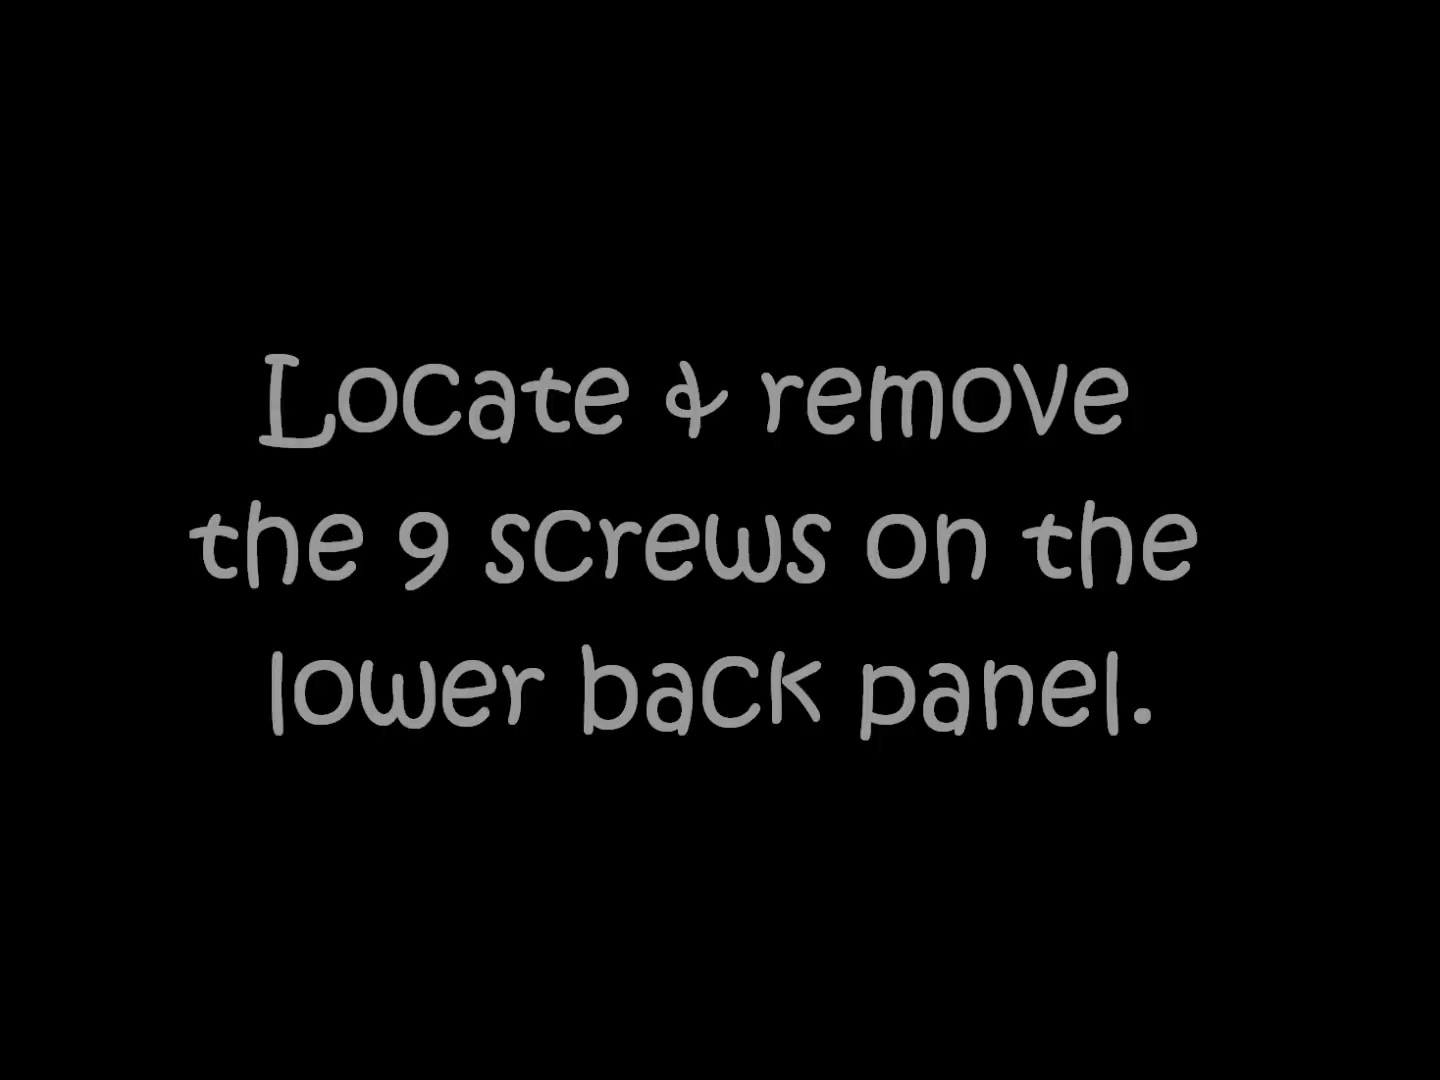 Locate & remove
the 9 screws on the
lower back panel.